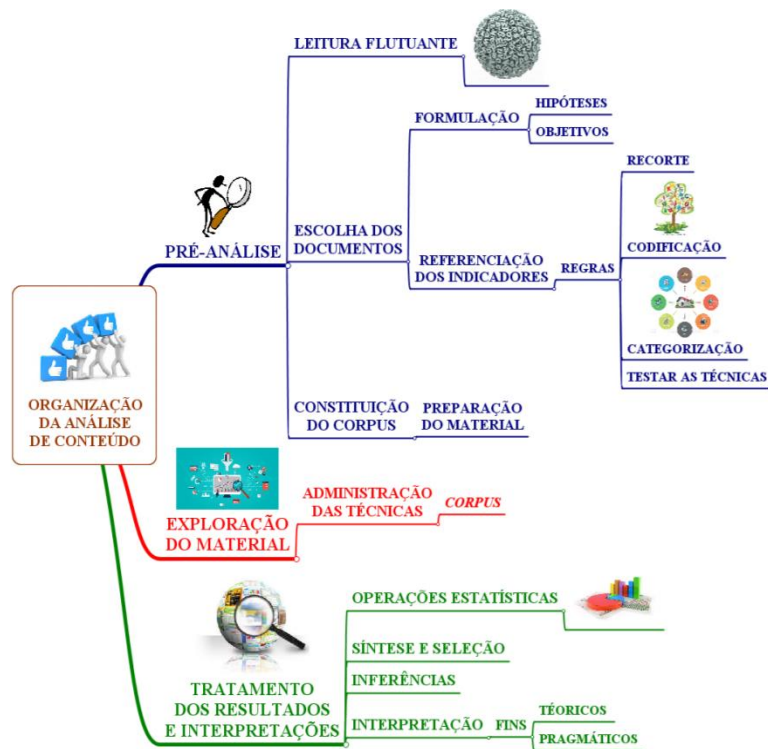 LEITURA FLUTUANTE
FORMULAÇÃO
HIPÓTESES
OBJETIVOS
RECORTE
PRÉ-ANÁLISE
ESCOLHA DOS
DOCUMENTOS
REFERENCIAÇÃO
DOS INDICADORES
REGRAS
CODIFICAÇÃO
CATEGORIZAÇÃO
TESTAR AS TÉCNICAS
CONSTITUIÇÃO
DO CORPUS
PREPARAÇÃO
DO MATERIAL
ORGANIZAÇÃO
DA ANÁLISE
DE CONTEÚDO
EXPLORAÇÃO
DO MATERIAL
ADMINISTRAÇÃO
DAS TÉCNICAS
CORPUS
TRATAMENTO
DOS RESULTADOS
E INTERPRETAÇÕES
OPERAÇÕES ESTATÍSTICAS
SÍNTESE E SELEÇÃO
INFERÊNCIAS
INTERPRETAÇÃO
FINS
TÉORICOS
PRAGMÁTICOS